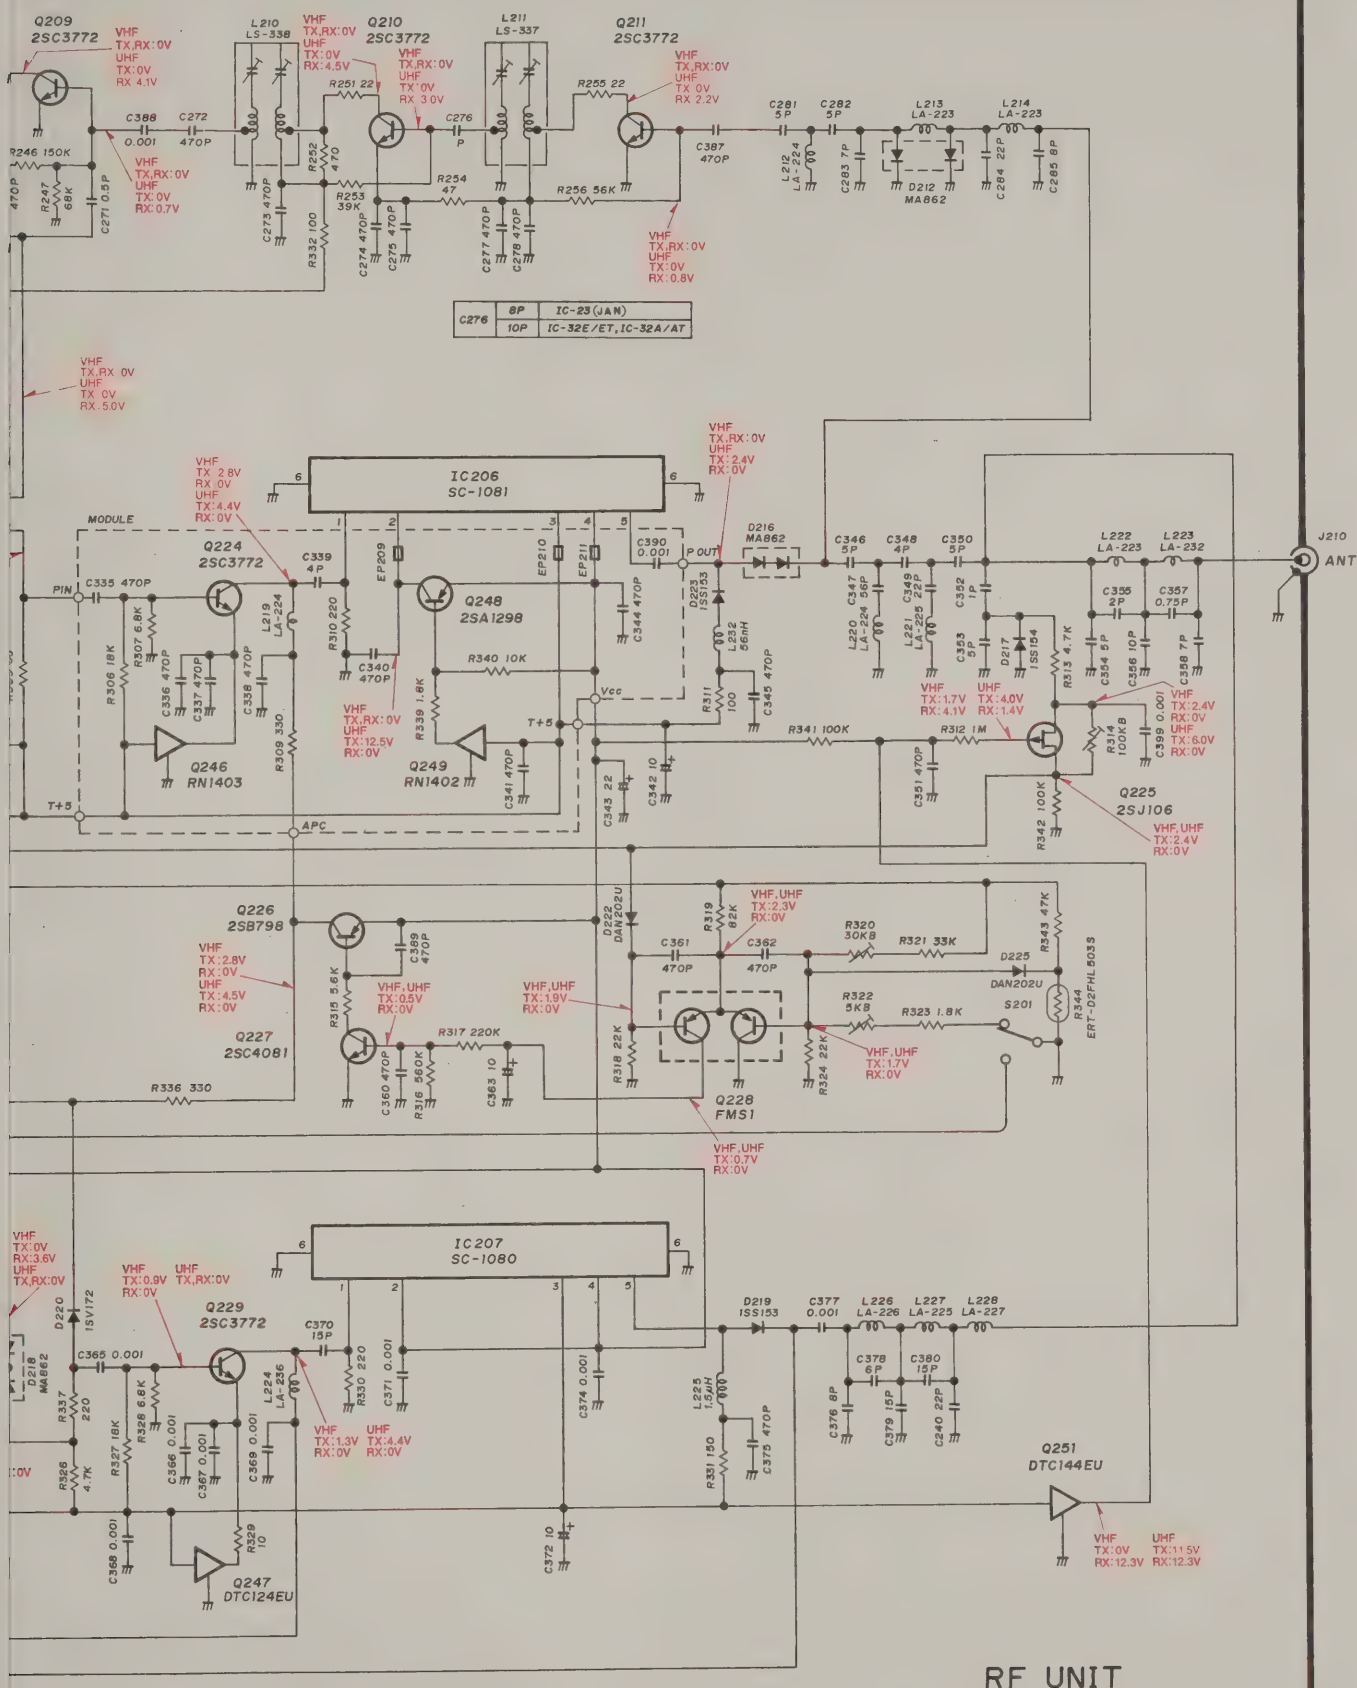 Q209
2SC3772
VHF
TX,RX:0V
UHF
TX:0V
RX:4.1V
L210
LS-338
VHF
TX,RX:0V
UHF
TX:0V
RX:4.5V
Q210
2SC3772
VHF
TX,RX:0V
UHF
TX:0V
RX:3.0V
L211
LS-337
Q211
2SC3772
VHF
TX,RX:0V
UHF
TX:0V
RX:2.2V
R251 22
R255 22
C388
0.001
C272
470P
C276
P
C387
470P
C281
5P
C282
5P
L213
LA-223
L214
LA-223
R246 150K
R247
68K
470P
C271 0.5P
VHF
TX,RX:0V
UHF
TX:0V
RX:0.7V
R252
470
C273 470P
R253
39K
R332 100
R254
47
C274 470P
C275 470P
C277 470P
C278 470P
R256 56K
VHF
TX,RX:0V
UHF
TX:0V
RX:0.8V
L212
LA-224
C283 7P
D212
MA862
C284 22P
C285 8P
C276
8P IC-23(JAN)
10P IC-32E/ET,IC-32A/AT
VHF
TX,RX:0V
UHF
TX:0V
RX:5.0V
VHF
TX:2.8V
RX:0V
UHF
TX:4.4V
RX:0V
6
IC206
SC-1081
6
1
2
3
4
5
VHF
TX,RX:0V
UHF
TX:2.4V
RX:0V
MODULE
Q224
2SC3772
C339
4P
EP209
EP210
EP211
C390
0.001
P OUT
D216
MA862
C346
5P
C348
4P
C350
5P
L222
LA-223
L223
LA-232
J210
ANT
PIN
C335 470P
R306 18K
R307 6.8K
C336 470P
C337 470P
C338 470P
L219
LA-224
R309 330
R310 220
C340
470P
Q248
2SA1298
R340 10K
R339 1.8K
C344 470P
Vcc
T+5
D223
1SS153
L232
56nH
R311
100
C345 470P
C347
56P
L220
LA-224
C349
22P
L221
LA-225
C352
1P
C353
5P
D217
1SS154
R313 4.7K
C355
2P
C357
0.75P
C354 5P
C356 10P
C358 7P
Q246
RN1403
VHF
TX,RX:0V
UHF
TX:12.5V
RX:0V
Q249
RN1402
C341 470P
C343 22
C342 10
R341 100K
VHF
TX:1.7V
RX:4.1V
UHF
TX:4.0V
RX:1.4V
R312 1M
C351 470P
R314
100KB
C399 0.001
VHF
TX:2.4V
RX:0V
UHF
TX:6.0V
RX:0V
Q225
2SJ106
R342 100K
VHF,UHF
TX:2.4V
RX:0V
T+5
APC
Q226
2SB798
C389
470P
D222
DAN202U
R319
82K
VHF,UHF
TX:2.3V
RX:0V
R320
30KB
R321 33K
R343 47K
VHF
TX:2.8V
RX:0V
UHF
TX:4.5V
RX:0V
R315 5.6K
VHF,UHF
TX:0.5V
RX:0V
VHF,UHF
TX:1.9V
RX:0V
C361
470P
C362
470P
D225
DAN202U
R322
5KB
R323 1.8K
S201
R344
ERT-D2FHL503S
Q227
2SC4081
R317 220K
C360 470P
R316 560K
C363 10
R318 22K
R324 22K
VHF,UHF
TX:1.7V
RX:0V
R336 330
Q228
FMS1
VHF,UHF
TX:0.7V
RX:0V
VHF
TX:0V
RX:3.6V
UHF
TX,RX:0V
VHF
TX:0.9V
RX:0V
UHF
TX,RX:0V
6
IC207
SC-1080
6
1
2
3
4
5
D220
1SV172
D218
MA862
Q229
2SC3772
C370
15P
D219
1SS153
C377
0.001
L226
LA-226
L227
LA-225
L228
LA-227
C365 0.001
R337
220
R328 6.8K
R327 18K
C366 0.001
C367 0.001
C369 0.001
L224
LA-236
R330 220
C371 0.001
C374 0.001
L225
1.5μH
C378
6P
C380
15P
C376 8P
C379 15P
C240 22P
VHF
TX:1.3V
RX:0V
UHF
TX:4.4V
RX:0V
:0V
R326
4.7K
R331 150
C375 470P
Q251
DTC144EU
C368 0.001
R329
10
Q247
DTC124EU
C372 10
VHF
TX:0V
RX:12.3V
UHF
TX:11.5V
RX:12.3V
RF UNIT